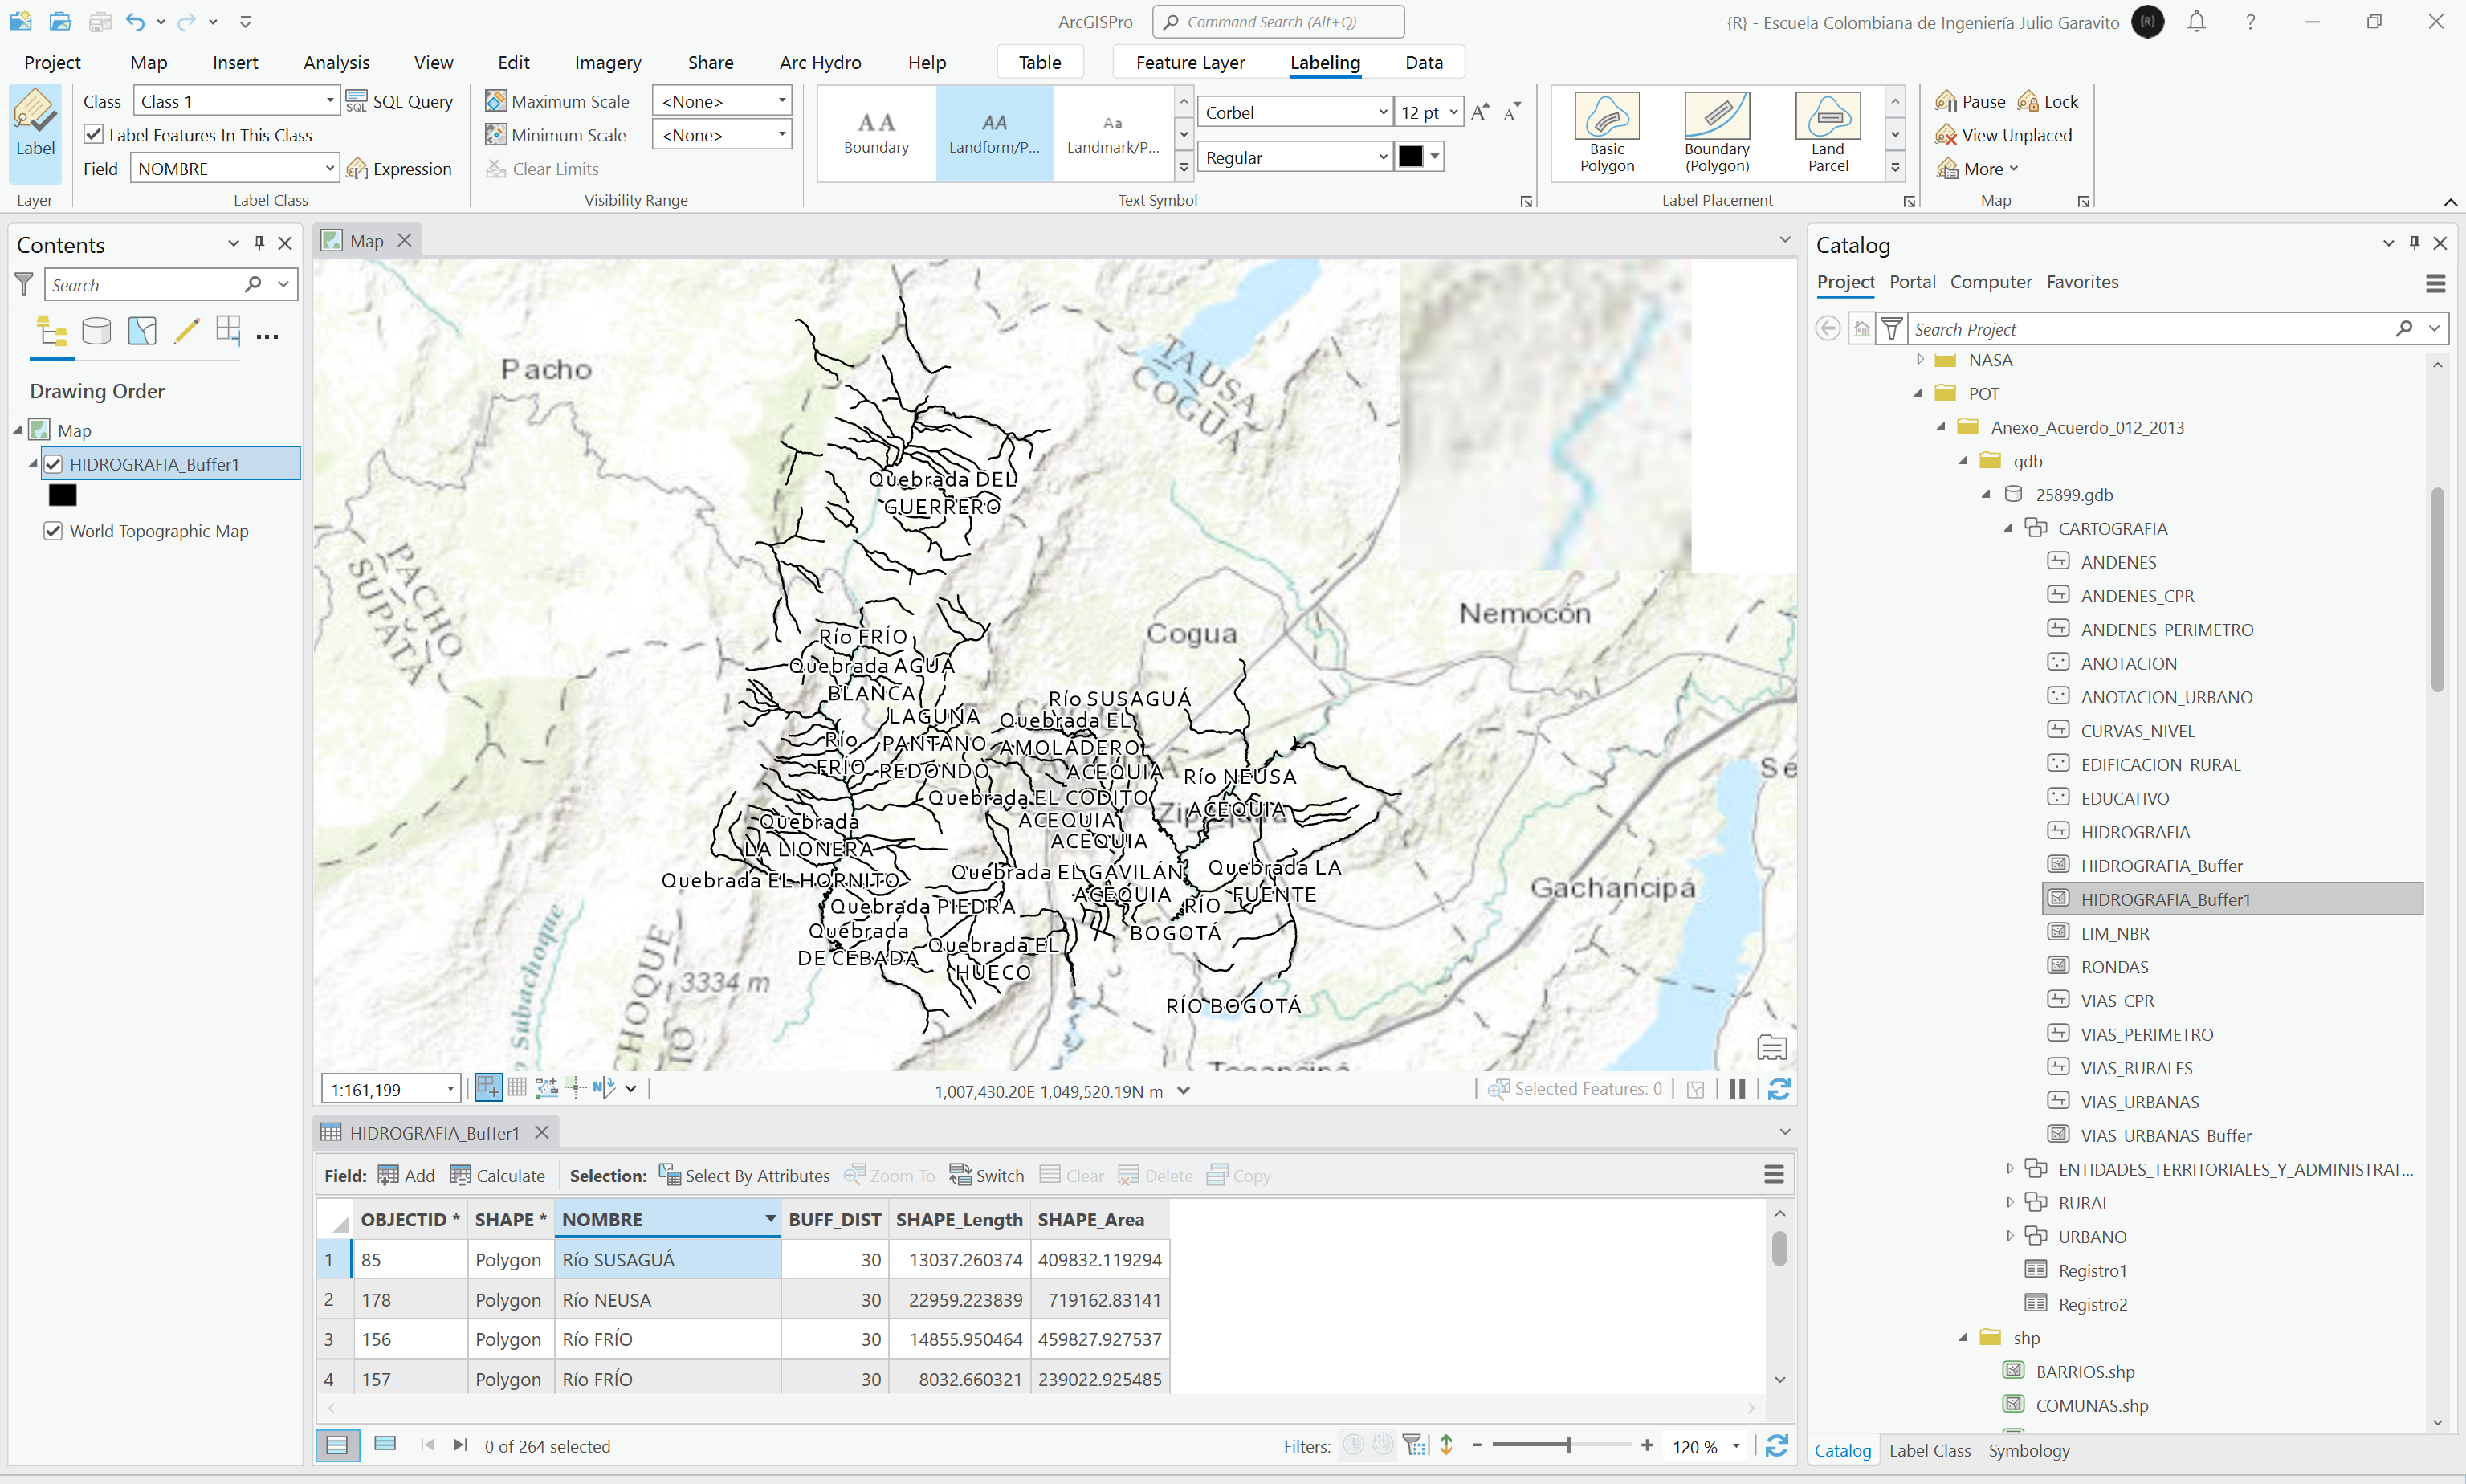 ArcGISPro
Command Search (Alt+Q)
{R} - Escuela Colombiana de Ingeniería Julio Garavito
{R}
Project Map Insert Analysis View Edit Imagery Share Arc Hydro Help Table Feature Layer Labeling Data
Label
Layer
Class Class 1 SQL Query
Label Features In This Class
Field NOMBRE Expression
Label Class
Maximum Scale <None>
Minimum Scale <None>
Clear Limits
Visibility Range
AA
Boundary
AA
Landform/P...
Aa
Landmark/P...
Corbel 12 pt
Regular
Text Symbol
Basic
Polygon
Boundary
(Polygon)
Land
Parcel
Label Placement
Pause Lock
View Unplaced
More
Map
Contents
Search
Drawing Order
Map
HIDROGRAFIA_Buffer1
World Topographic Map
Map
Pacho
TAUSA
COGUA
PACHO
SUPATÁ
Quebrada DEL
GUERRERO
Nemocón
Cogua
Río FRÍO
Quebrada AGUA
BLANCA
Río SUSAGUÁ
LAGUNA
PANTANO
REDONDO
Quebrada EL
AMOLADERO
Río
FRÍO
ACEQUIA
Río NEUSA
Quebrada EL CODITO
ACEQUIA
ACEQUIA
ACEQUIA
Quebrada
LA LIONERA
Quebrada EL GAVILÁN
Quebrada LA
FUENTE
Gachancipá
Quebrada EL HORNITO
ACEQUIA
Quebrada PIEDRA
RÍO
BOGOTÁ
Quebrada
DE CEBADA
Quebrada EL
HUECO
3334 m
RÍO BOGOTÁ
Subachoque
1:161,199
1,007,430.20E 1,049,520.19N m
Selected Features: 0
HIDROGRAFIA_Buffer1
Field: Add Calculate Selection: Select By Attributes Zoom To Switch Clear Delete Copy
OBJECTID * SHAPE * NOMBRE BUFF_DIST SHAPE_Length SHAPE_Area
1 85 Polygon Río SUSAGUÁ 30 13037.260374 409832.119294
2 178 Polygon Río NEUSA 30 22959.223839 719162.83141
3 156 Polygon Río FRÍO 30 14855.950464 459827.927537
4 157 Polygon Río FRÍO 30 8032.660321 239022.925485
0 of 264 selected
Filters:
120 %
Catalog
Project Portal Computer Favorites
Search Project
NASA
POT
Anexo_Acuerdo_012_2013
gdb
25899.gdb
CARTOGRAFIA
ANDENES
ANDENES_CPR
ANDENES_PERIMETRO
ANOTACION
ANOTACION_URBANO
CURVAS_NIVEL
EDIFICACION_RURAL
EDUCATIVO
HIDROGRAFIA
HIDROGRAFIA_Buffer
HIDROGRAFIA_Buffer1
LIM_NBR
RONDAS
VIAS_CPR
VIAS_PERIMETRO
VIAS_RURALES
VIAS_URBANAS
VIAS_URBANAS_Buffer
ENTIDADES_TERRITORIALES_Y_ADMINISTRAT...
RURAL
URBANO
Registro1
Registro2
shp
BARRIOS.shp
COMUNAS.shp
Catalog Label Class Symbology